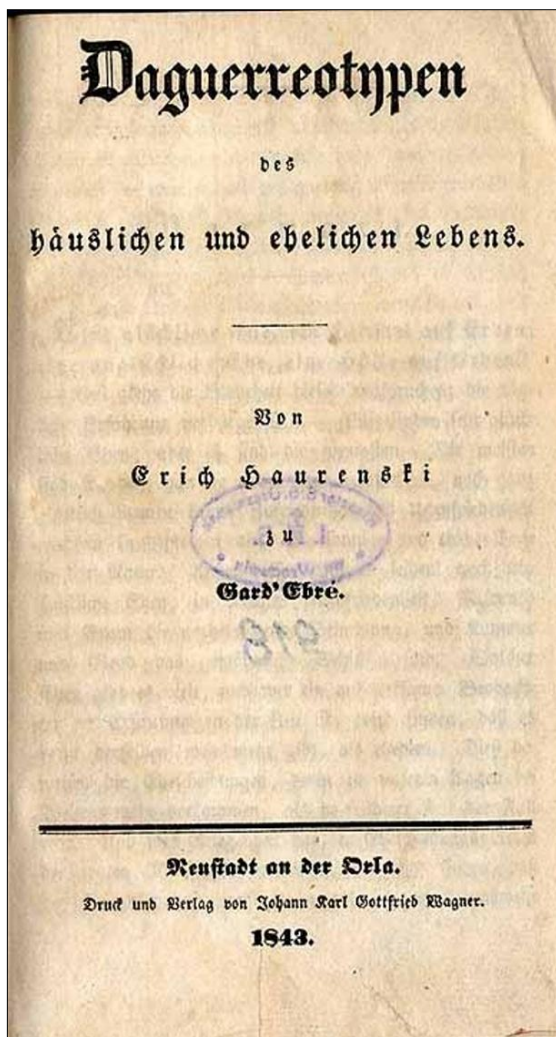 Daguerreotypen
des
häuslichen und ehelichen Lebens.
Von
Erich Haurenski
zu
Gard'Ebré.
Neustadt an der Orla.
Druck und Verlag von Johann Karl Gottfried Wagner.
1843.